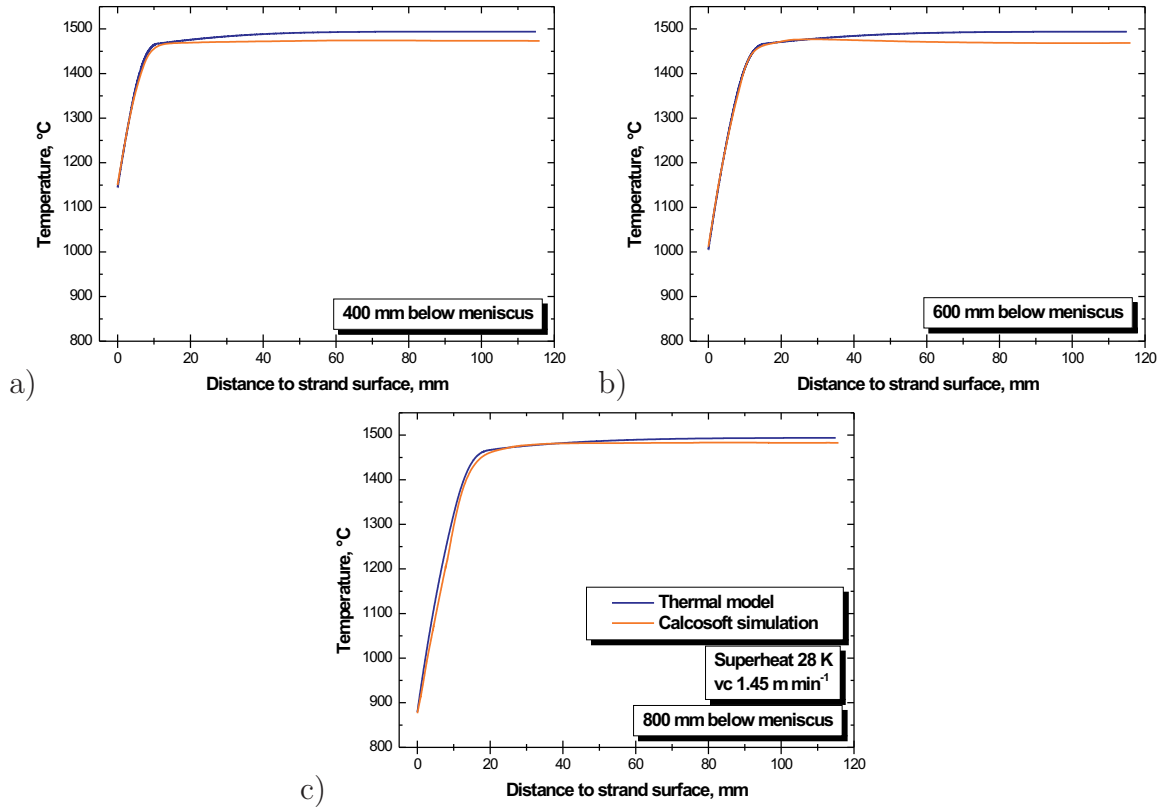 1500
1400
1300
1200
1100
1000
900
800
Temperature, °C
400 mm below meniscus
0 20 40 60 80 100 120
Distance to strand surface, mm
a)
1500
1400
1300
1200
1100
1000
900
800
Temperature, °C
600 mm below meniscus
0 20 40 60 80 100 120
Distance to strand surface, mm
b)
1500
1400
1300
1200
1100
1000
900
800
Temperature, °C
Thermal model
Calcosoft simulation
Superheat 28 K
vc 1.45 m min⁻¹
800 mm below meniscus
0 20 40 60 80 100 120
Distance to strand surface, mm
c)